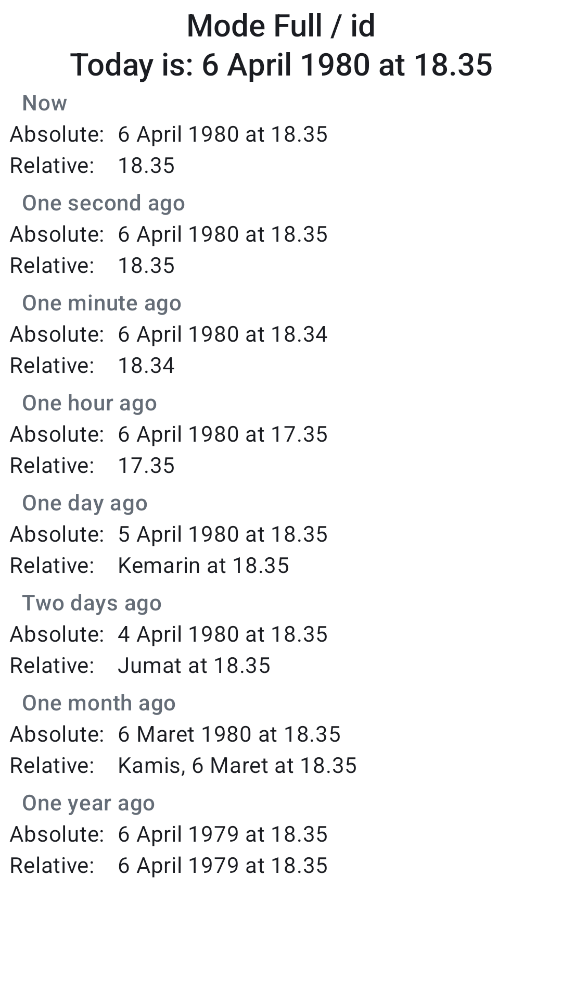 Mode Full / id
Today is: 6 April 1980 at 18.35
Now
Absolute: 6 April 1980 at 18.35
Relative: 18.35
One second ago
Absolute: 6 April 1980 at 18.35
Relative: 18.35
One minute ago
Absolute: 6 April 1980 at 18.34
Relative: 18.34
One hour ago
Absolute: 6 April 1980 at 17.35
Relative: 17.35
One day ago
Absolute: 5 April 1980 at 18.35
Relative: Kemarin at 18.35
Two days ago
Absolute: 4 April 1980 at 18.35
Relative: Jumat at 18.35
One month ago
Absolute: 6 Maret 1980 at 18.35
Relative: Kamis, 6 Maret at 18.35
One year ago
Absolute: 6 April 1979 at 18.35
Relative: 6 April 1979 at 18.35